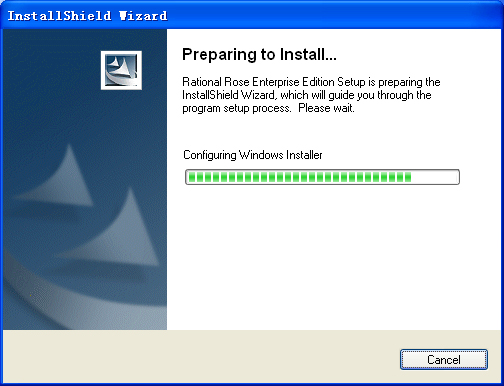 InstallShield Wizard
Preparing to Install...
Rational Rose Enterprise Edition Setup is preparing the
InstallShield Wizard, which will guide you through the
program setup process.  Please wait.
Configuring Windows Installer
Cancel